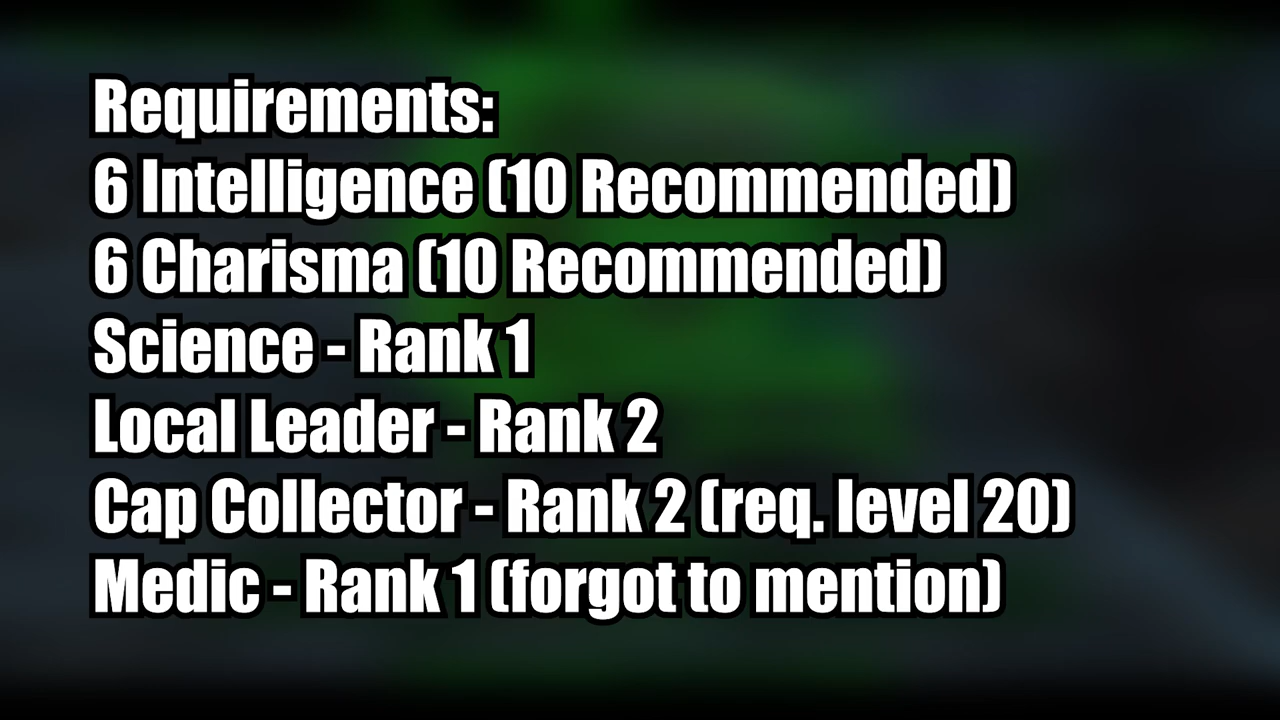 Requirements:
6 Intelligence (10 Recommended)
6 Charisma (10 Recommended)
Science - Rank 1
Local Leader - Rank 2
Cap Collector - Rank 2 (req. level 20)
Medic - Rank 1 (forgot to mention)